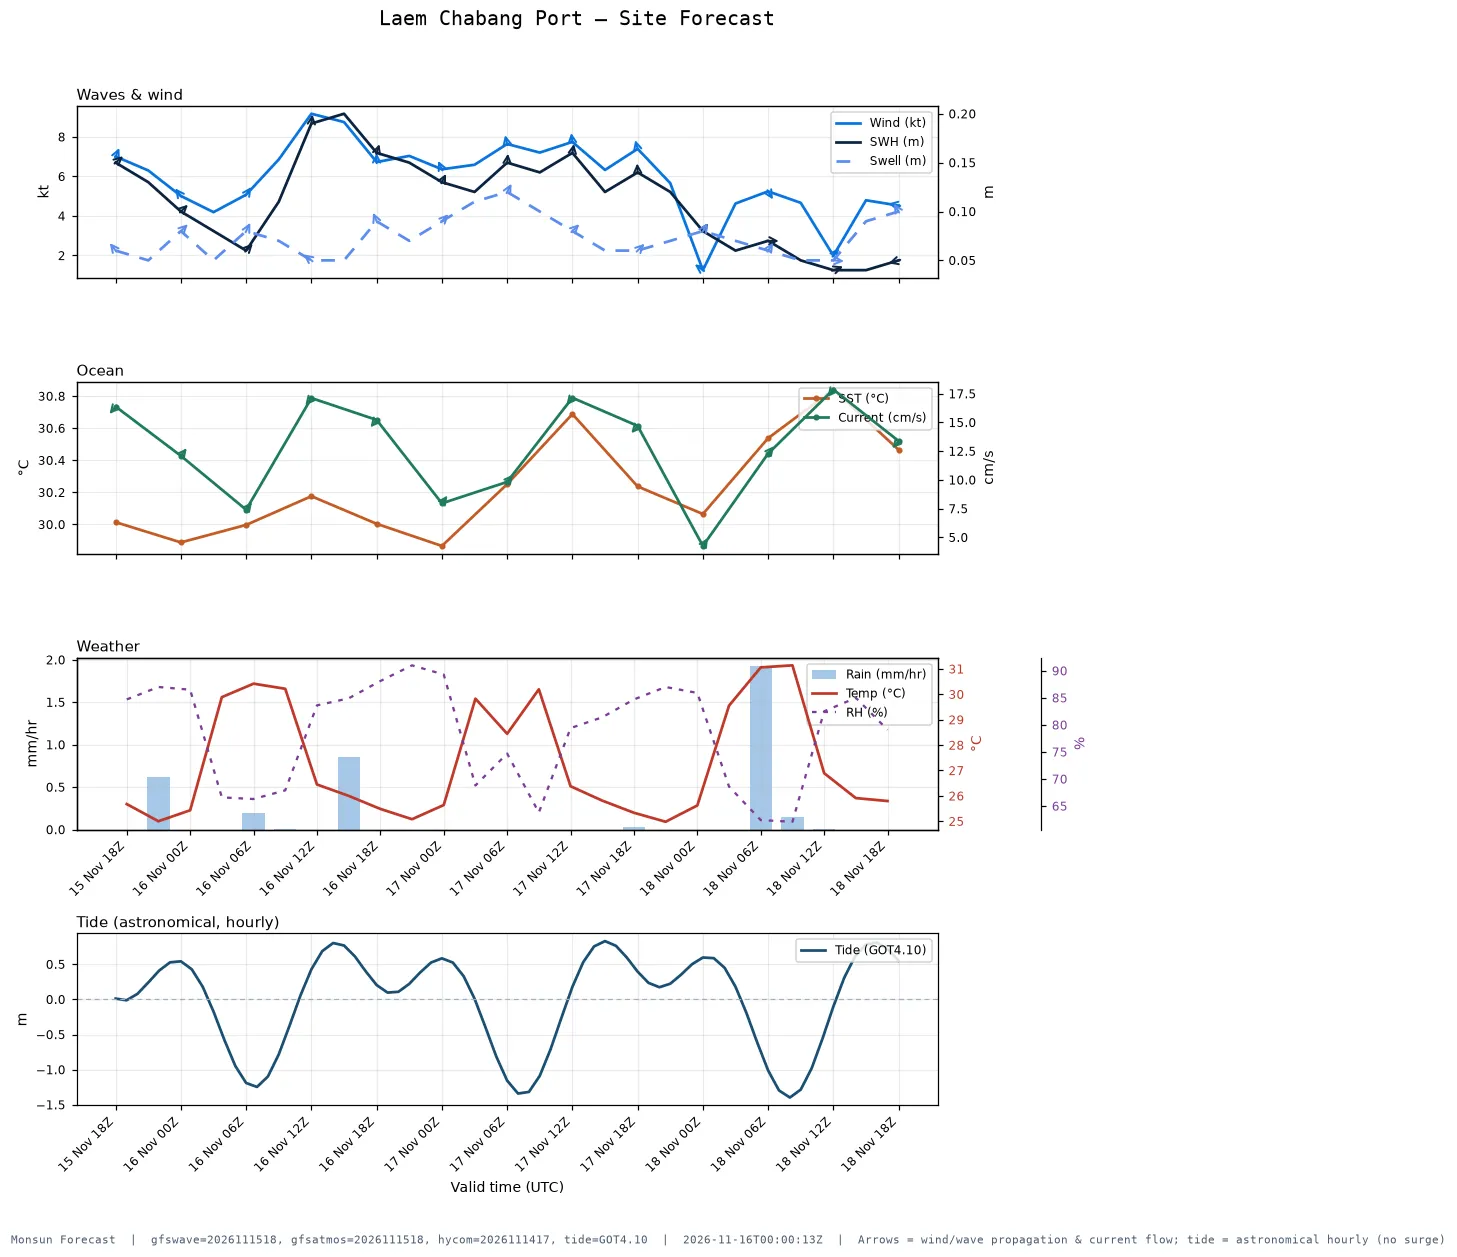 Laem Chabang Port — Site Forecast
Waves & wind
Wind (kt)
SWH (m)
Swell (m)
8
6
4
2
kt
0.20
0.15
0.10
0.05
m
Ocean
SST (°C)
Current (cm/s)
30.8
30.6
30.4
30.2
30.0
°C
17.5
15.0
12.5
10.0
7.5
5.0
cm/s
Weather
Rain (mm/hr)
Temp (°C)
RH (%)
2.0
1.5
1.0
0.5
0.0
mm/hr
31
30
29
28
27
26
25
°C
90
85
80
75
70
65
%
15 Nov 18Z
16 Nov 00Z
16 Nov 06Z
16 Nov 12Z
16 Nov 18Z
17 Nov 00Z
17 Nov 06Z
17 Nov 12Z
17 Nov 18Z
18 Nov 00Z
18 Nov 06Z
18 Nov 12Z
18 Nov 18Z
Tide (astronomical, hourly)
Tide (GOT4.10)
0.5
0.0
−0.5
−1.0
−1.5
m
15 Nov 18Z
16 Nov 00Z
16 Nov 06Z
16 Nov 12Z
16 Nov 18Z
17 Nov 00Z
17 Nov 06Z
17 Nov 12Z
17 Nov 18Z
18 Nov 00Z
18 Nov 06Z
18 Nov 12Z
18 Nov 18Z
Valid time (UTC)
Monsun Forecast | gfswave=2026111518, gfsatmos=2026111518, hycom=2026111417, tide=GOT4.10 | 2026-11-16T00:00:13Z | Arrows = wind/wave propagation & current flow; tide = astronomical hourly (no surge)